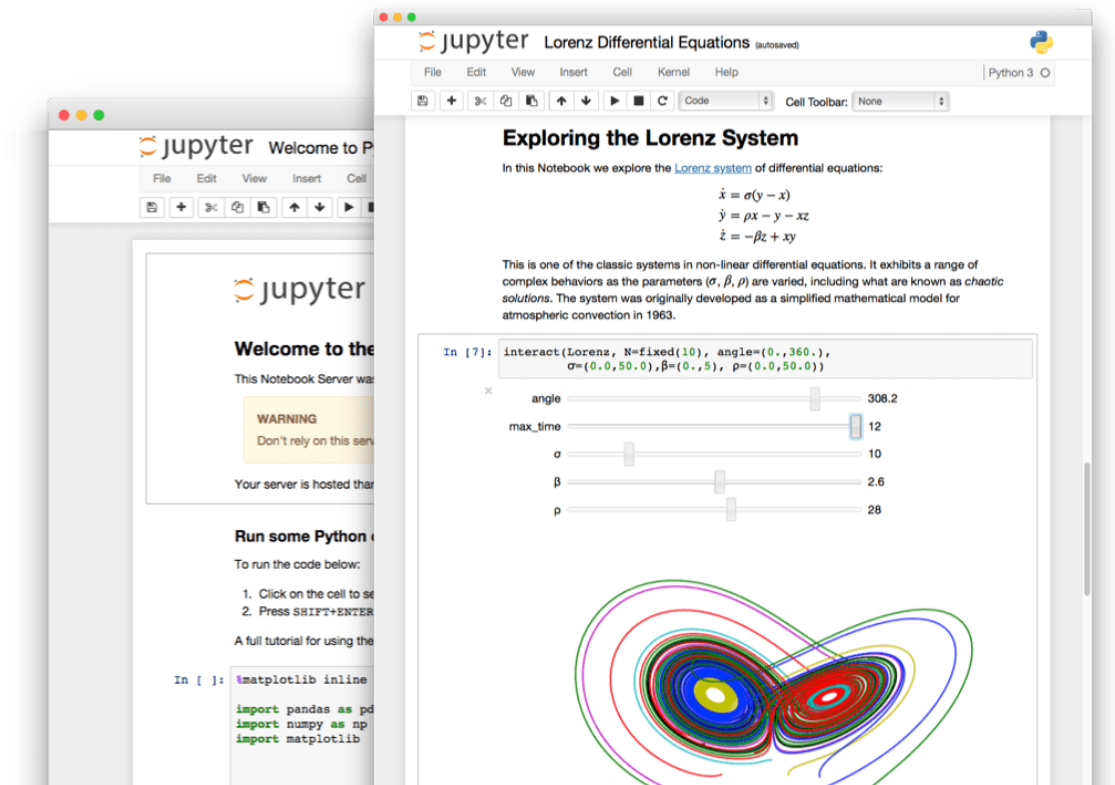 jupyter Lorenz Differential Equations (autosaved)
File Edit View Insert Cell Kernel Help Python 3
Code Cell Toolbar: None
Exploring the Lorenz System
In this Notebook we explore the Lorenz system of differential equations:
ẋ = σ(y − x)
ẏ = ρx − y − xz
ż = −βz + xy
This is one of the classic systems in non-linear differential equations. It exhibits a range of
complex behaviors as the parameters (σ, β, ρ) are varied, including what are known as chaotic
solutions. The system was originally developed as a simplified mathematical model for
atmospheric convection in 1963.
In [7]: interact(Lorenz, N=fixed(10), angle=(0.,360.),
σ=(0.0,50.0),β=(0.,5), ρ=(0.0,50.0))
angle 308.2
max_time 12
σ 10
β 2.6
ρ 28
jupyter Welcome to P
File Edit View Insert Cell
jupyter
Welcome to the
This Notebook Server was
WARNING
Don't rely on this serv
Your server is hosted than
Run some Python
To run the code below:
1. Click on the cell to se
2. Press SHIFT+ENTER
A full tutorial for using the
In [ ]: %matplotlib inline
import pandas as pd
import numpy as np
import matplotlib